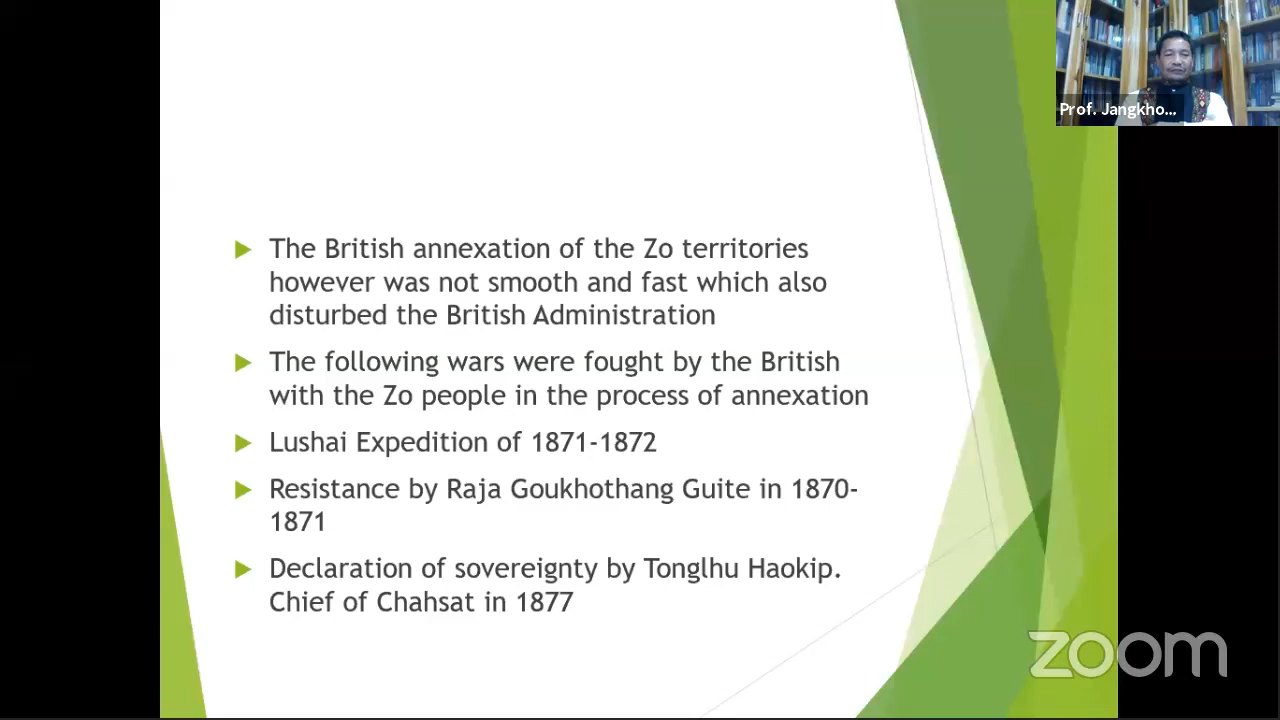 Prof. Jangkho...
The British annexation of the Zo territories
however was not smooth and fast which also
disturbed the British Administration
The following wars were fought by the British
with the Zo people in the process of annexation
Lushai Expedition of 1871-1872
Resistance by Raja Goukhothang Guite in 1870-
1871
Declaration of sovereignty by Tonglhu Haokip.
Chief of Chahsat in 1877
zoom